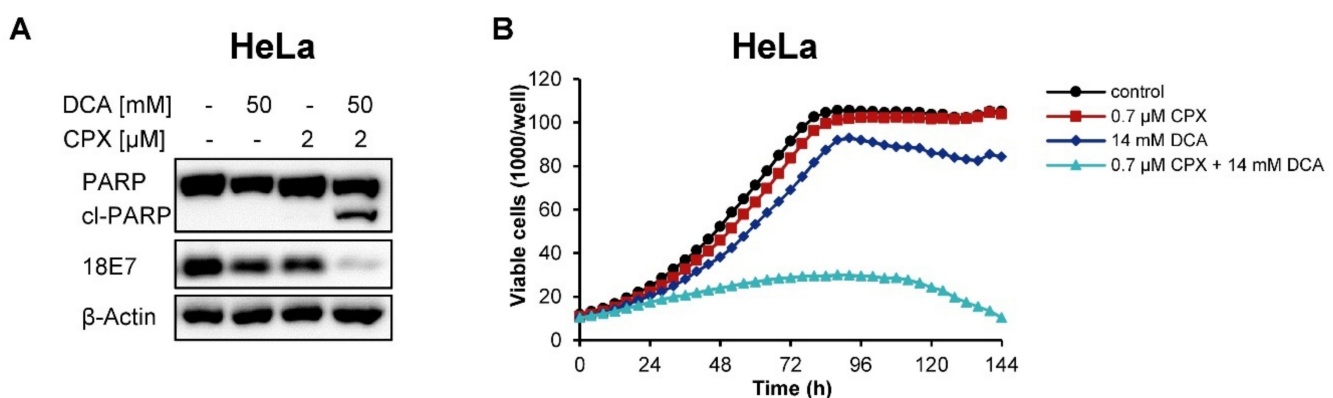 A
HeLa
DCA [mM] - 50 - 50
CPX [µM] - - 2 2
PARP
cl-PARP
18E7
β-Actin
B
HeLa
Viable cells (1000/well)
120
100
80
60
40
20
0
0 24 48 72 96 120 144
Time (h)
control
0.7 µM CPX
14 mM DCA
0.7 µM CPX + 14 mM DCA